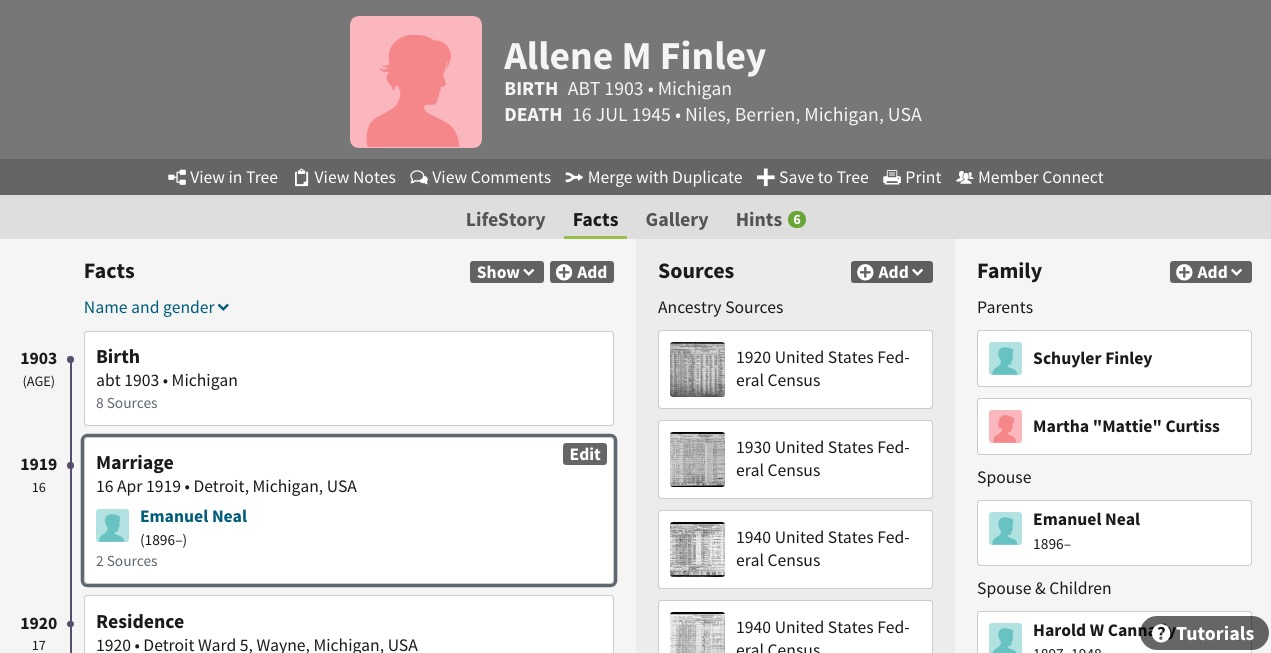 Allene M Finley
BIRTH ABT 1903 • Michigan
DEATH 16 JUL 1945 • Niles, Berrien, Michigan, USA
View in Tree View Notes View Comments Merge with Duplicate Save to Tree Print Member Connect
LifeStory Facts Gallery Hints 6
Facts
Show Add
Name and gender
1903
(AGE)
Birth
abt 1903 • Michigan
8 Sources
1919
16
Marriage
Edit
16 Apr 1919 • Detroit, Michigan, USA
Emanuel Neal
(1896–)
2 Sources
1920
17
Residence
1920 • Detroit Ward 5, Wayne, Michigan, USA
Sources
Add
Ancestry Sources
1920 United States Fed-
eral Census
1930 United States Fed-
eral Census
1940 United States Fed-
eral Census
1940 United States Fed-
eral Census
Family
Add
Parents
Schuyler Finley
Martha "Mattie" Curtiss
Spouse
Emanuel Neal
1896–
Spouse & Children
Harold W
1897–1948
? Tutorials